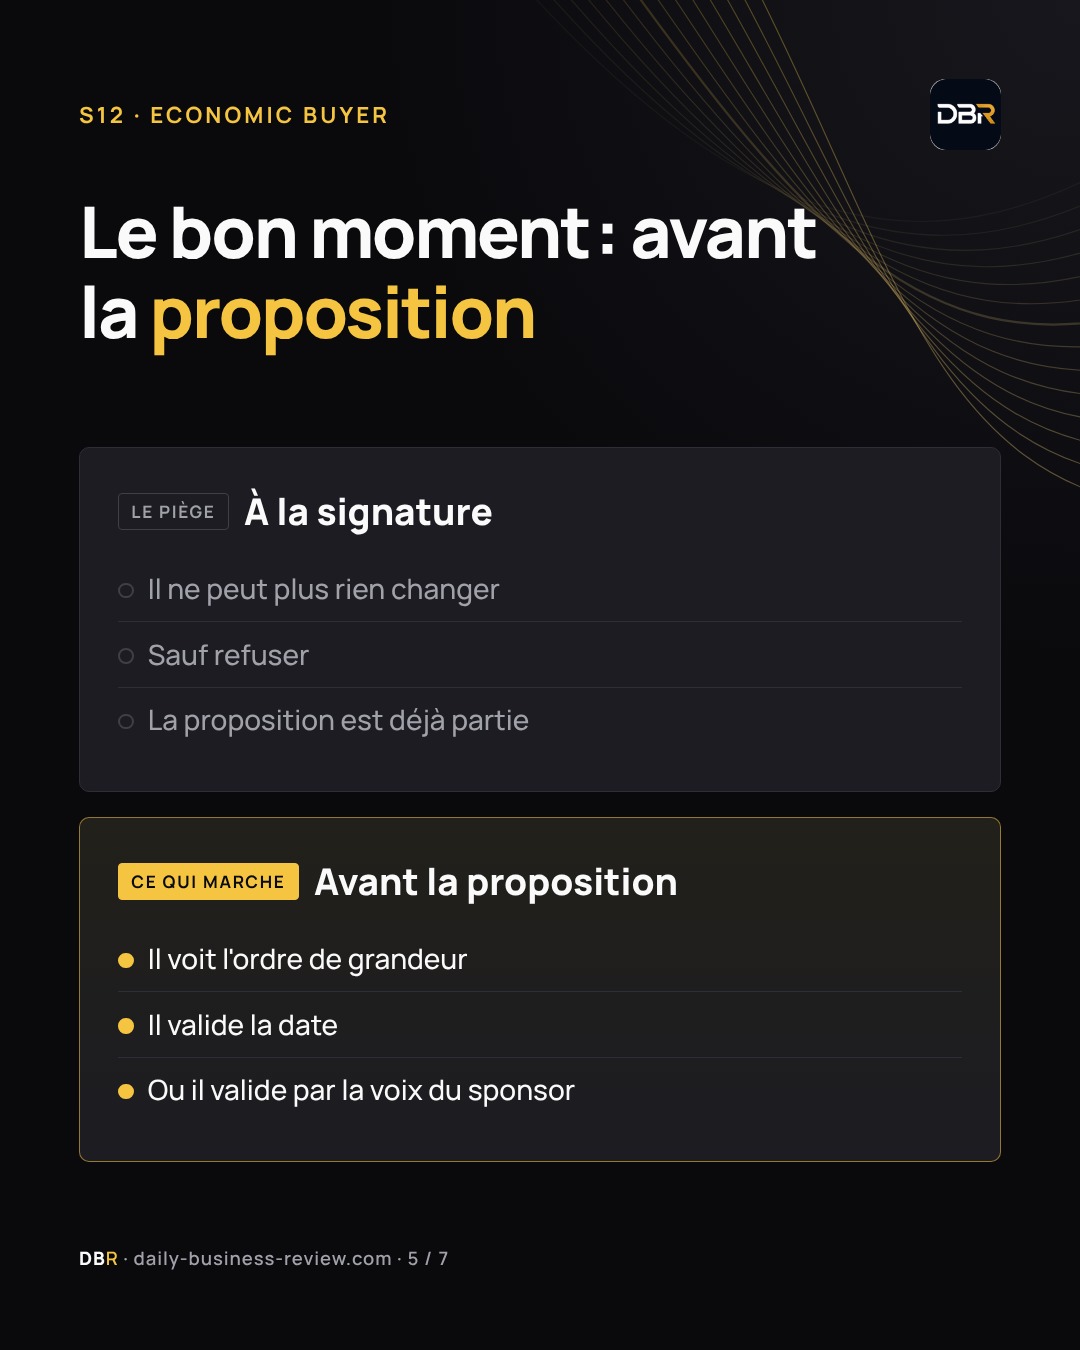 S12 · ECONOMIC BUYER
DBR
Le bon moment : avant
la proposition
LE PIÈGE À la signature
Il ne peut plus rien changer
Sauf refuser
La proposition est déjà partie
CE QUI MARCHE Avant la proposition
Il voit l'ordre de grandeur
Il valide la date
Ou il valide par la voix du sponsor
DBR · daily-business-review.com · 5 / 7